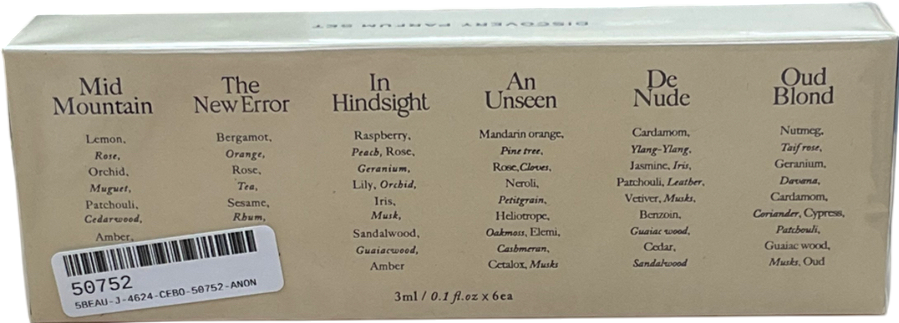 DISCOVERY PARFUM SET
Mid
Mountain
Lemon,
Rose,
Orchid,
Muguet,
Patchouli,
Cedarwood,
Amber,
The
New Error
Bergamot,
Orange,
Rose,
Tea,
Sesame,
Rhum,
In
Hindsight
Raspberry,
Peach, Rose,
Geranium,
Lily, Orchid,
Iris,
Musk,
Sandalwood,
Guaiacwood,
Amber
An
Unseen
Mandarin orange,
Pine tree,
Rose, Cloves,
Neroli,
Petitgrain,
Heliotrope,
Oakmoss, Elemi,
Cashmeran,
Cetalox, Musks
De
Nude
Cardamom,
Ylang-Ylang,
Jasmine, Iris,
Patchouli, Leather,
Vetiver, Musks,
Benzoin,
Guaiac wood,
Cedar,
Sandalwood
Oud
Blond
Nutmeg,
Taif rose,
Geranium,
Davana,
Cardamom,
Coriander, Cypress,
Patchouli,
Guaiac wood,
Musks, Oud
50752
5BEAU-J-4624-CEBO-50752-ANON
3ml / 0.1 fl.oz x 6ea